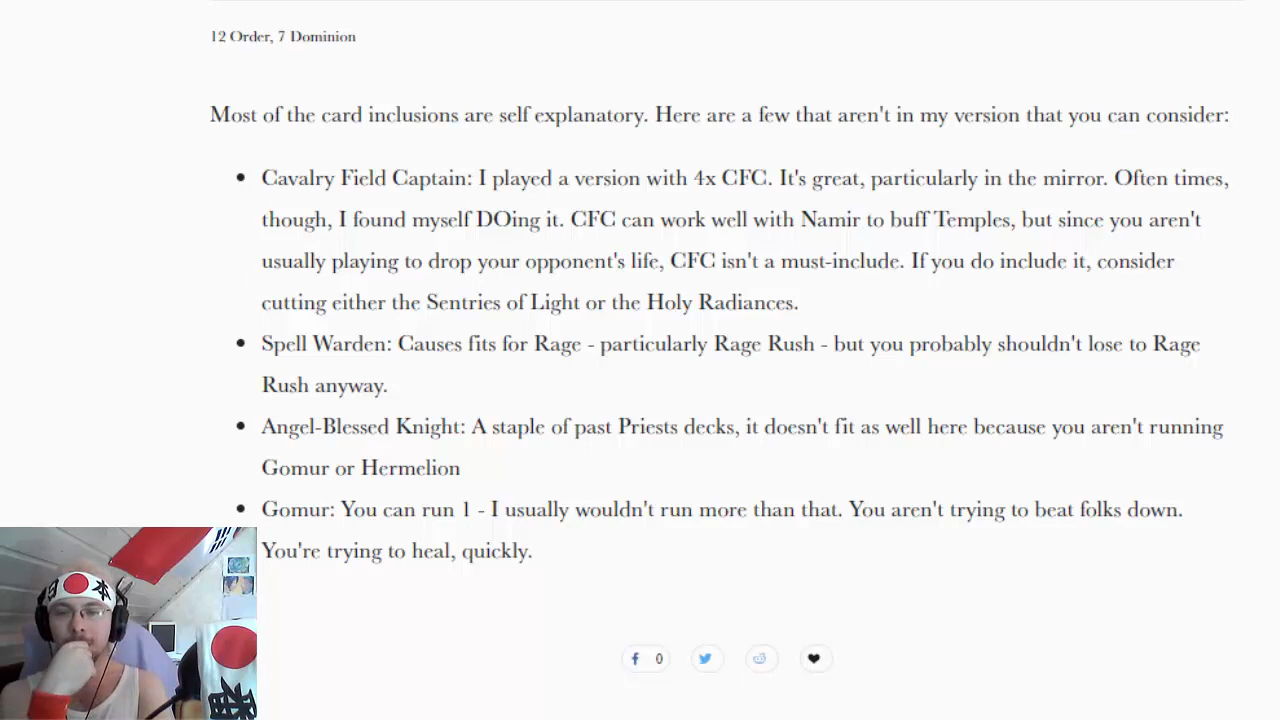 12 Order, 7 Dominion
Most of the card inclusions are self explanatory. Here are a few that aren't in my version that you can consider:
Cavalry Field Captain: I played a version with 4x CFC. It's great, particularly in the mirror. Often times,
though, I found myself DOing it. CFC can work well with Namir to buff Temples, but since you aren't
usually playing to drop your opponent's life, CFC isn't a must-include. If you do include it, consider
cutting either the Sentries of Light or the Holy Radiances.
Spell Warden: Causes fits for Rage - particularly Rage Rush - but you probably shouldn't lose to Rage
Rush anyway.
Angel-Blessed Knight: A staple of past Priests decks, it doesn't fit as well here because you aren't running
Gomur or Hermelion
Gomur: You can run 1 - I usually wouldn't run more than that. You aren't trying to beat folks down.
You're trying to heal, quickly.
日 本
f 0